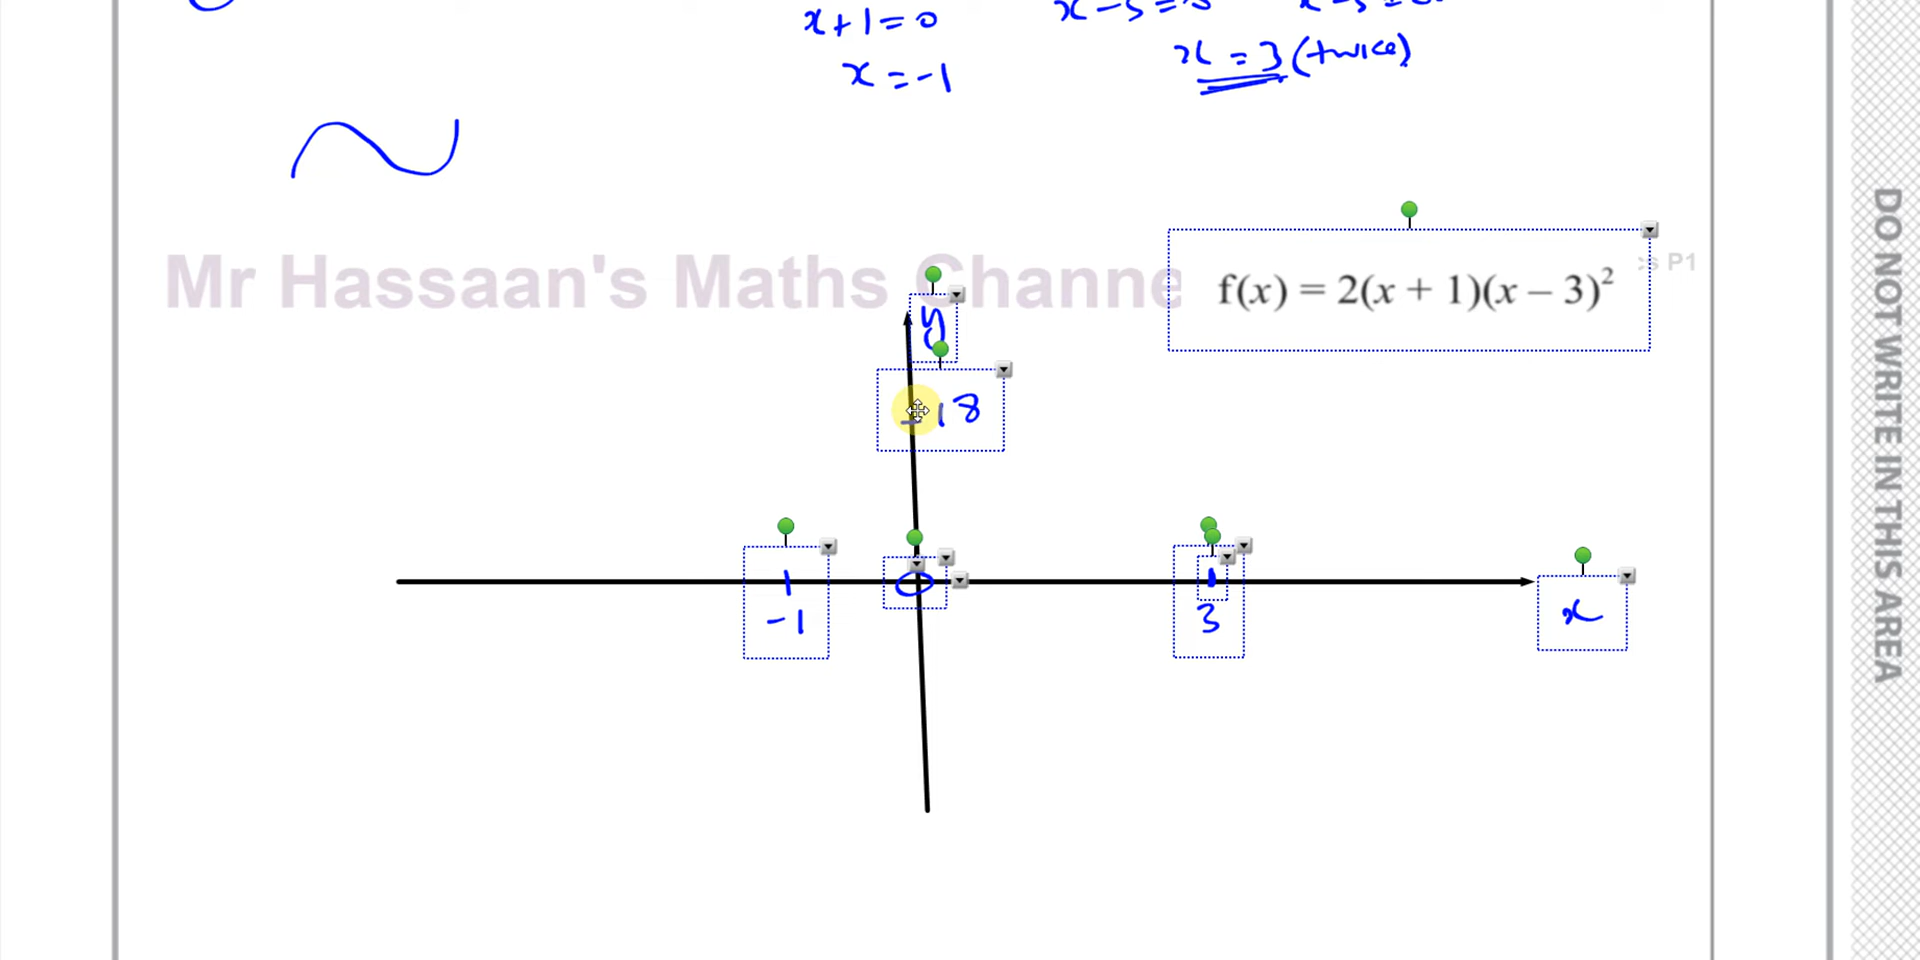 x+1=0
x=-1
x=3 (twice)
Mr Hassaan's Maths Channe
P1
f(x) = 2(x + 1)(x – 3)²
y
18
0
-1
3
x
DO NOT WRITE IN THIS AREA